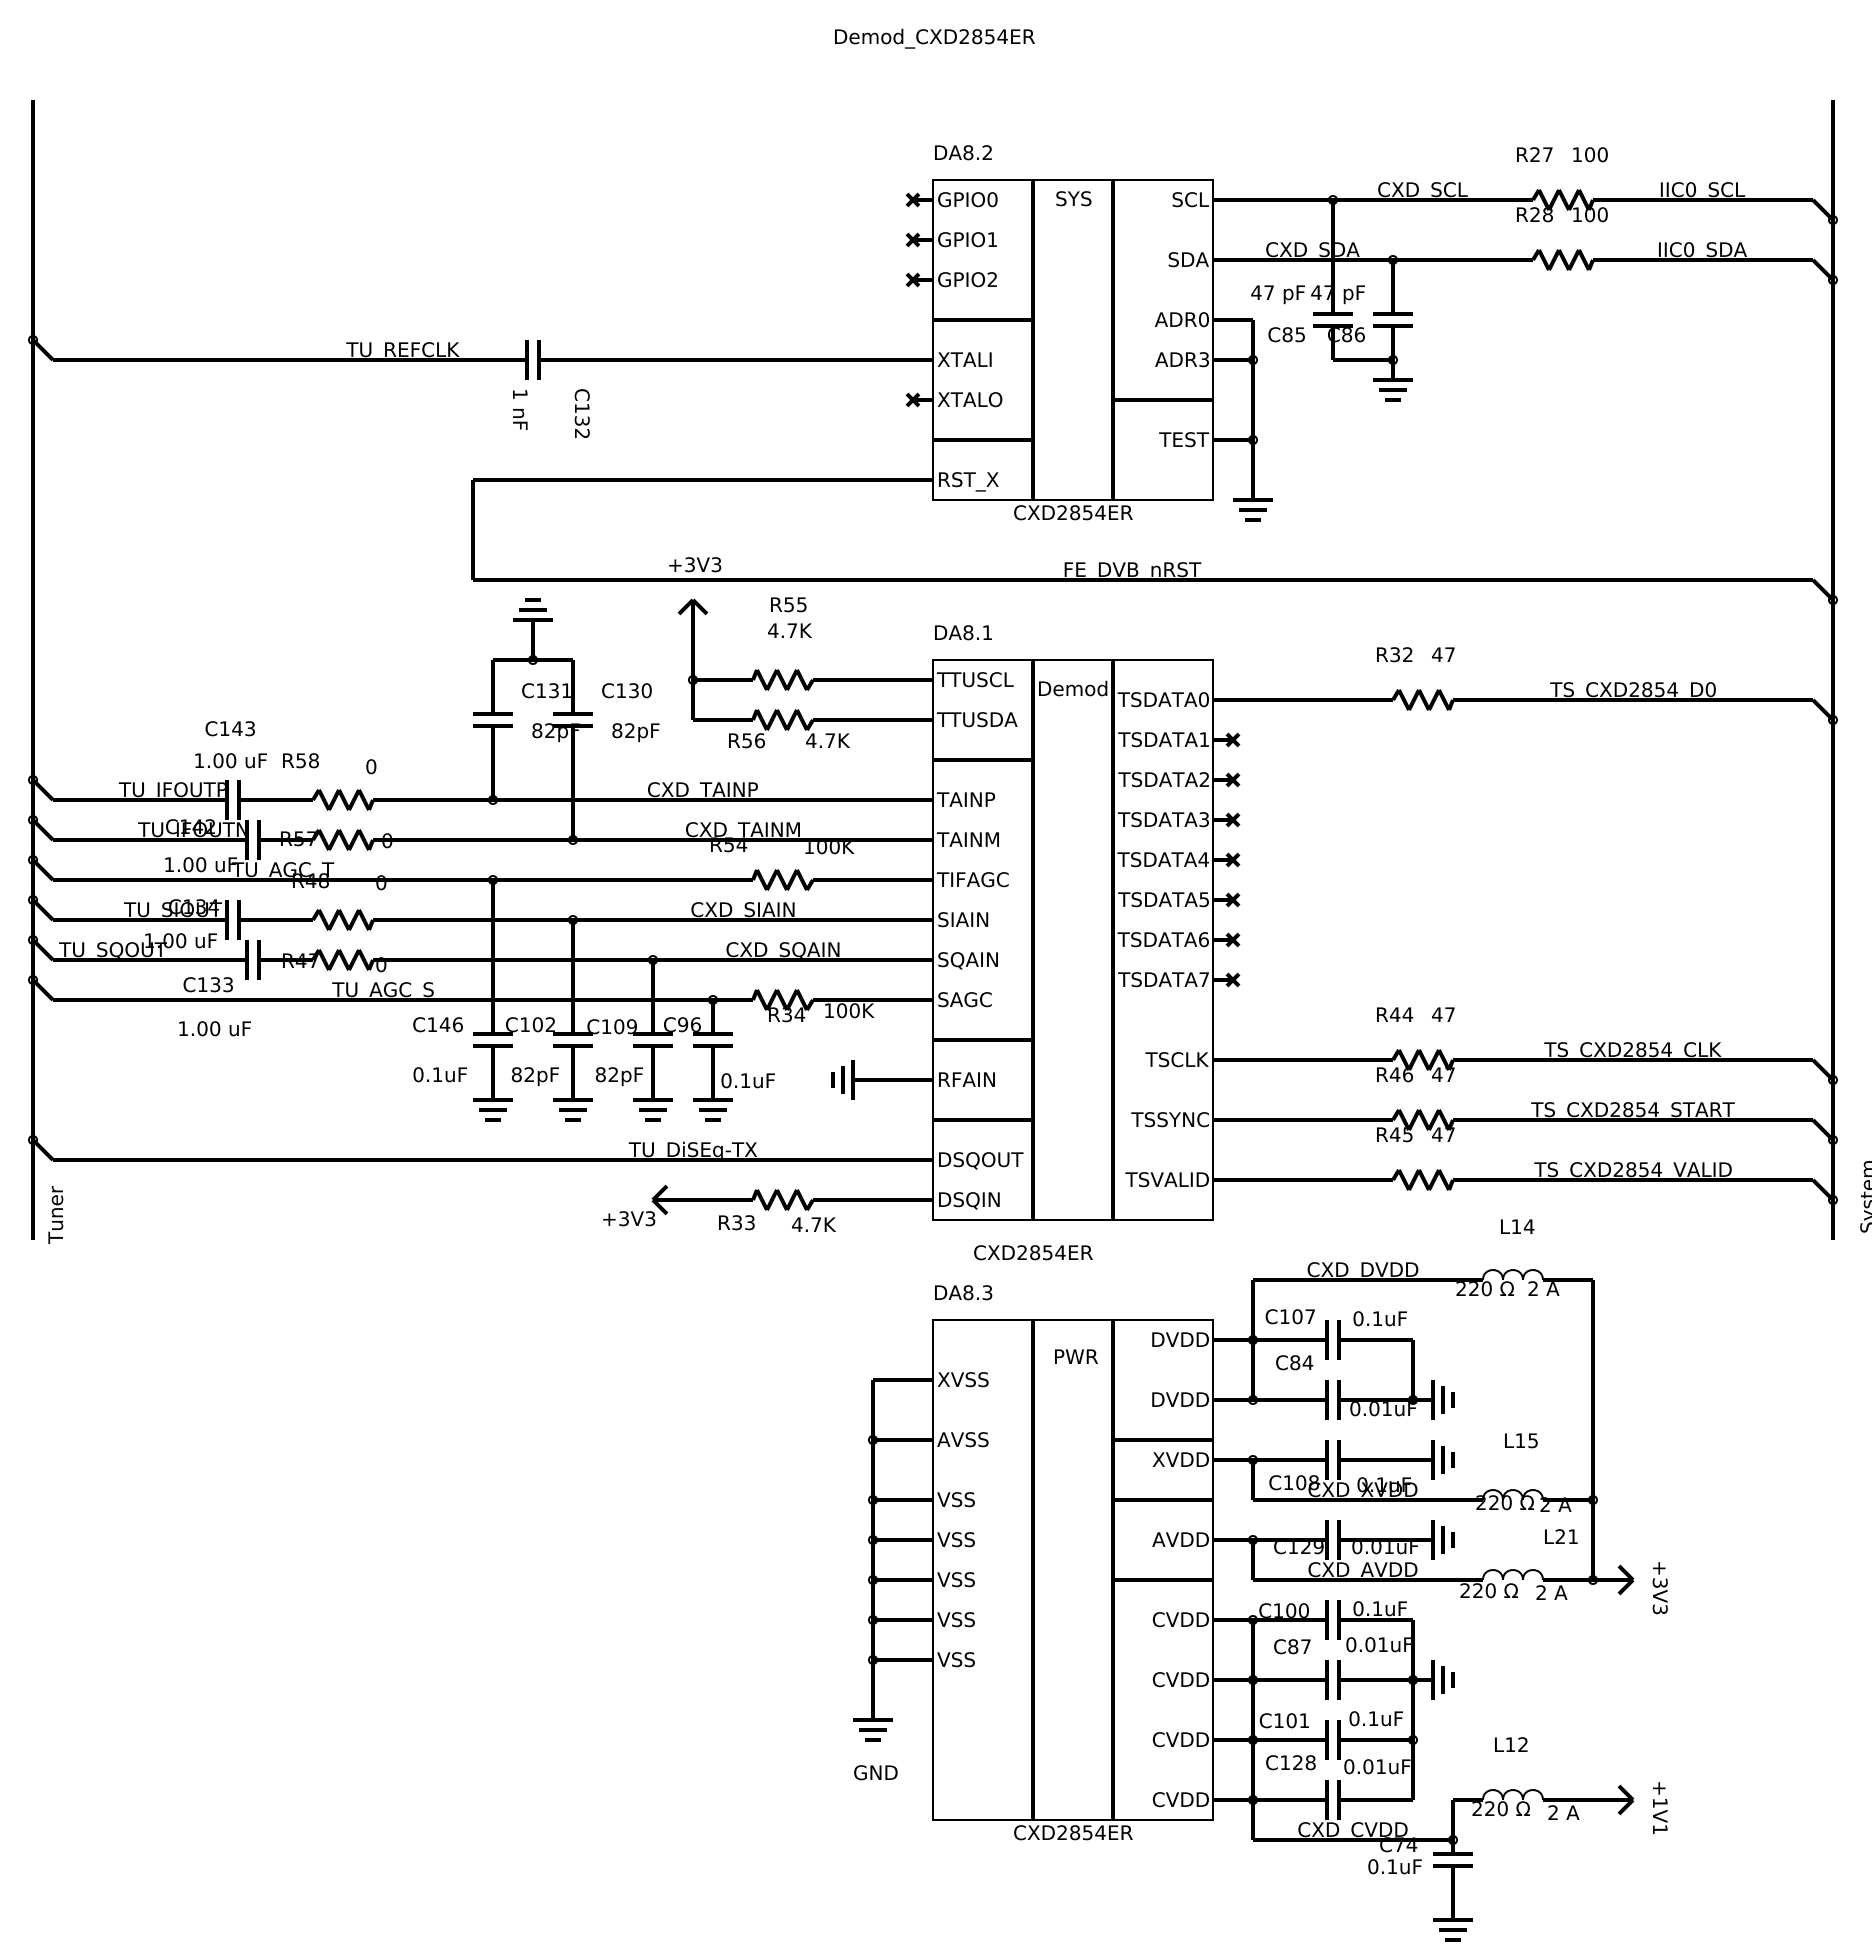 Demod_CXD2854ER
DA8.2
GPIO0
GPIO1
GPIO2
XTALI
XTALO
RST_X
SYS
SCL
SDA
ADR0
ADR3
TEST
CXD2854ER
R27 100
CXD_SCL
IIC0_SCL
R28 100
CXD_SDA
IIC0_SDA
47 pF 47 pF
C85 C86
TU_REFCLK
1 nF
C132
+3V3
FE_DVB_nRST
R55
4.7K
R56 4.7K
C131 C130
82pF 82pF
DA8.1
TTUSCL
TTUSDA
TAINP
TAINM
TIFAGC
SIAIN
SQAIN
SAGC
RFAIN
DSQOUT
DSQIN
Demod
TSDATA0
TSDATA1
TSDATA2
TSDATA3
TSDATA4
TSDATA5
TSDATA6
TSDATA7
TSCLK
TSSYNC
TSVALID
CXD2854ER
R32 47
TS_CXD2854_D0
R44 47
TS_CXD2854_CLK
R46 47
TS_CXD2854_START
R45 47
TS_CXD2854_VALID
C143
1.00 uF R58 0
TU_IFOUTP
CXD_TAINP
C142
TU_IFOUTN
R57 0
CXD_TAINM
1.00 uF
TU_AGC_T
R54 100K
R48 0
C134
TU_SIOUT
CXD_SIAIN
1.00 uF
TU_SQOUT
R47 0
CXD_SQAIN
C133
1.00 uF
TU_AGC_S
R34 100K
C146 C102 C109 C96
0.1uF 82pF 82pF 0.1uF
TU_DiSEq-TX
+3V3
R33 4.7K
Tuner
System
DA8.3
XVSS
AVSS
VSS
VSS
VSS
VSS
VSS
GND
PWR
DVDD
DVDD
XVDD
AVDD
CVDD
CVDD
CVDD
CVDD
CXD2854ER
L14
CXD_DVDD
220 Ω 2 A
C107 0.1uF
C84
0.01uF
L15
C108 0.1uF
CXD_XVDD
220 Ω 2 A
L21
C129 0.01uF
CXD_AVDD
220 Ω 2 A
+3V3
C100 0.1uF
C87 0.01uF
C101 0.1uF
C128 0.01uF
L12
220 Ω 2 A
+1V1
CXD_CVDD
C74
0.1uF